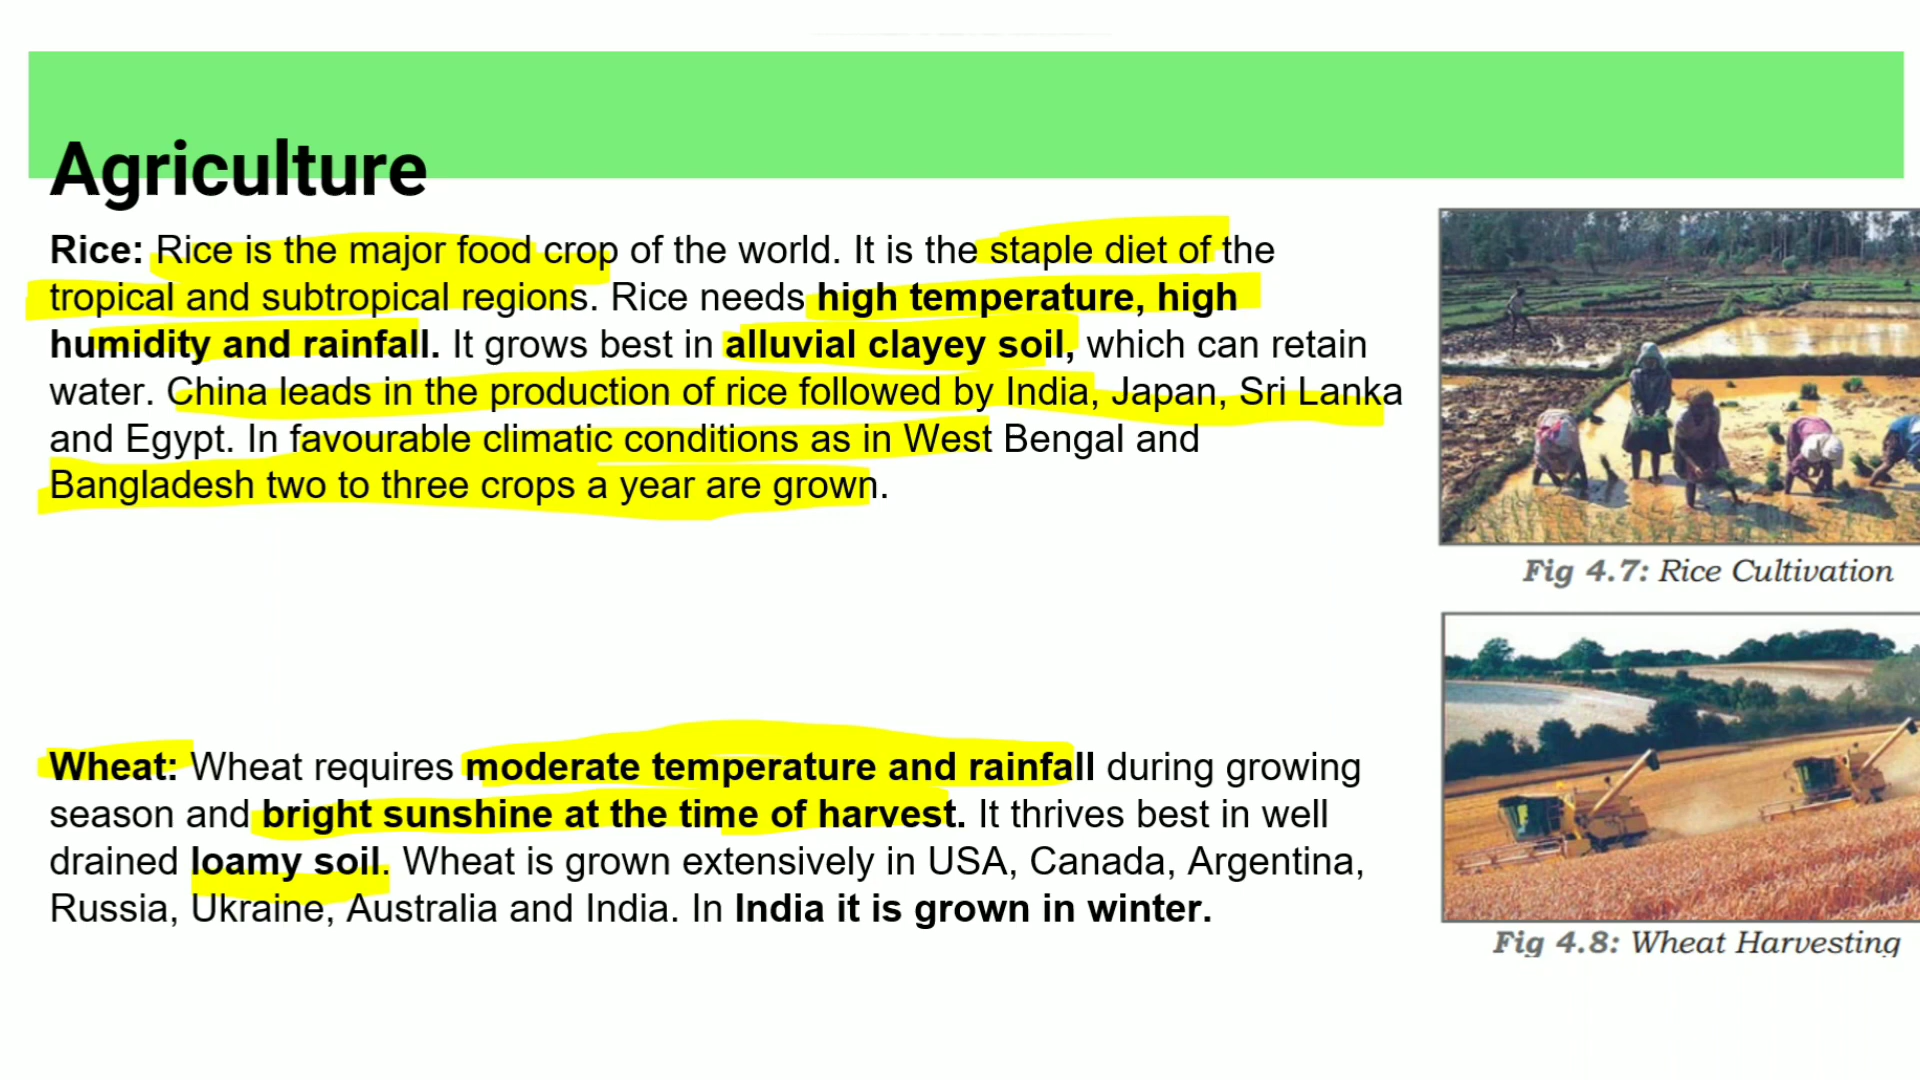 Agriculture
Rice: Rice is the major food crop of the world. It is the staple diet of the
tropical and subtropical regions. Rice needs high temperature, high
humidity and rainfall. It grows best in alluvial clayey soil, which can retain
water. China leads in the production of rice followed by India, Japan, Sri Lanka
and Egypt. In favourable climatic conditions as in West Bengal and
Bangladesh two to three crops a year are grown.
Fig 4.7: Rice Cultivation
Wheat: Wheat requires moderate temperature and rainfall during growing
season and bright sunshine at the time of harvest. It thrives best in well
drained loamy soil. Wheat is grown extensively in USA, Canada, Argentina,
Russia, Ukraine, Australia and India. In India it is grown in winter.
Fig 4.8: Wheat Harvesting